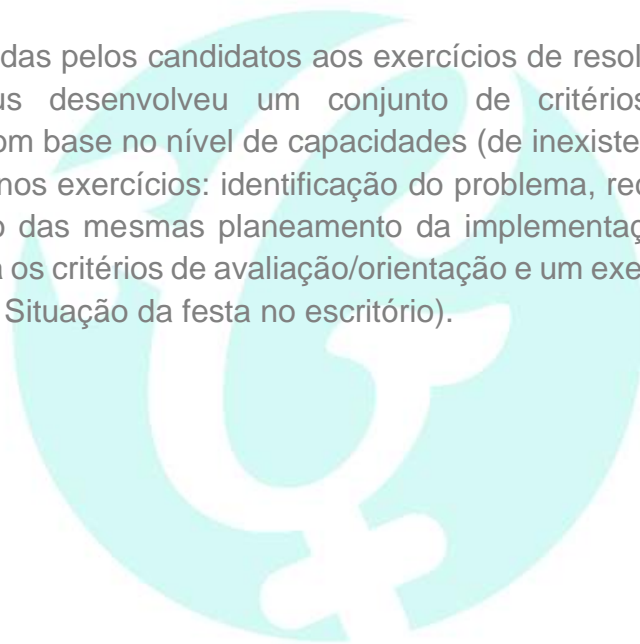 das pelos candidatos aos exercícios de resol
us desenvolveu um conjunto de critérios
om base no nível de capacidades (de inexiste
nos exercícios: identificação do problema, rec
o das mesmas planeamento da implementaç
a os critérios de avaliação/orientação e um exe
Situação da festa no escritório).